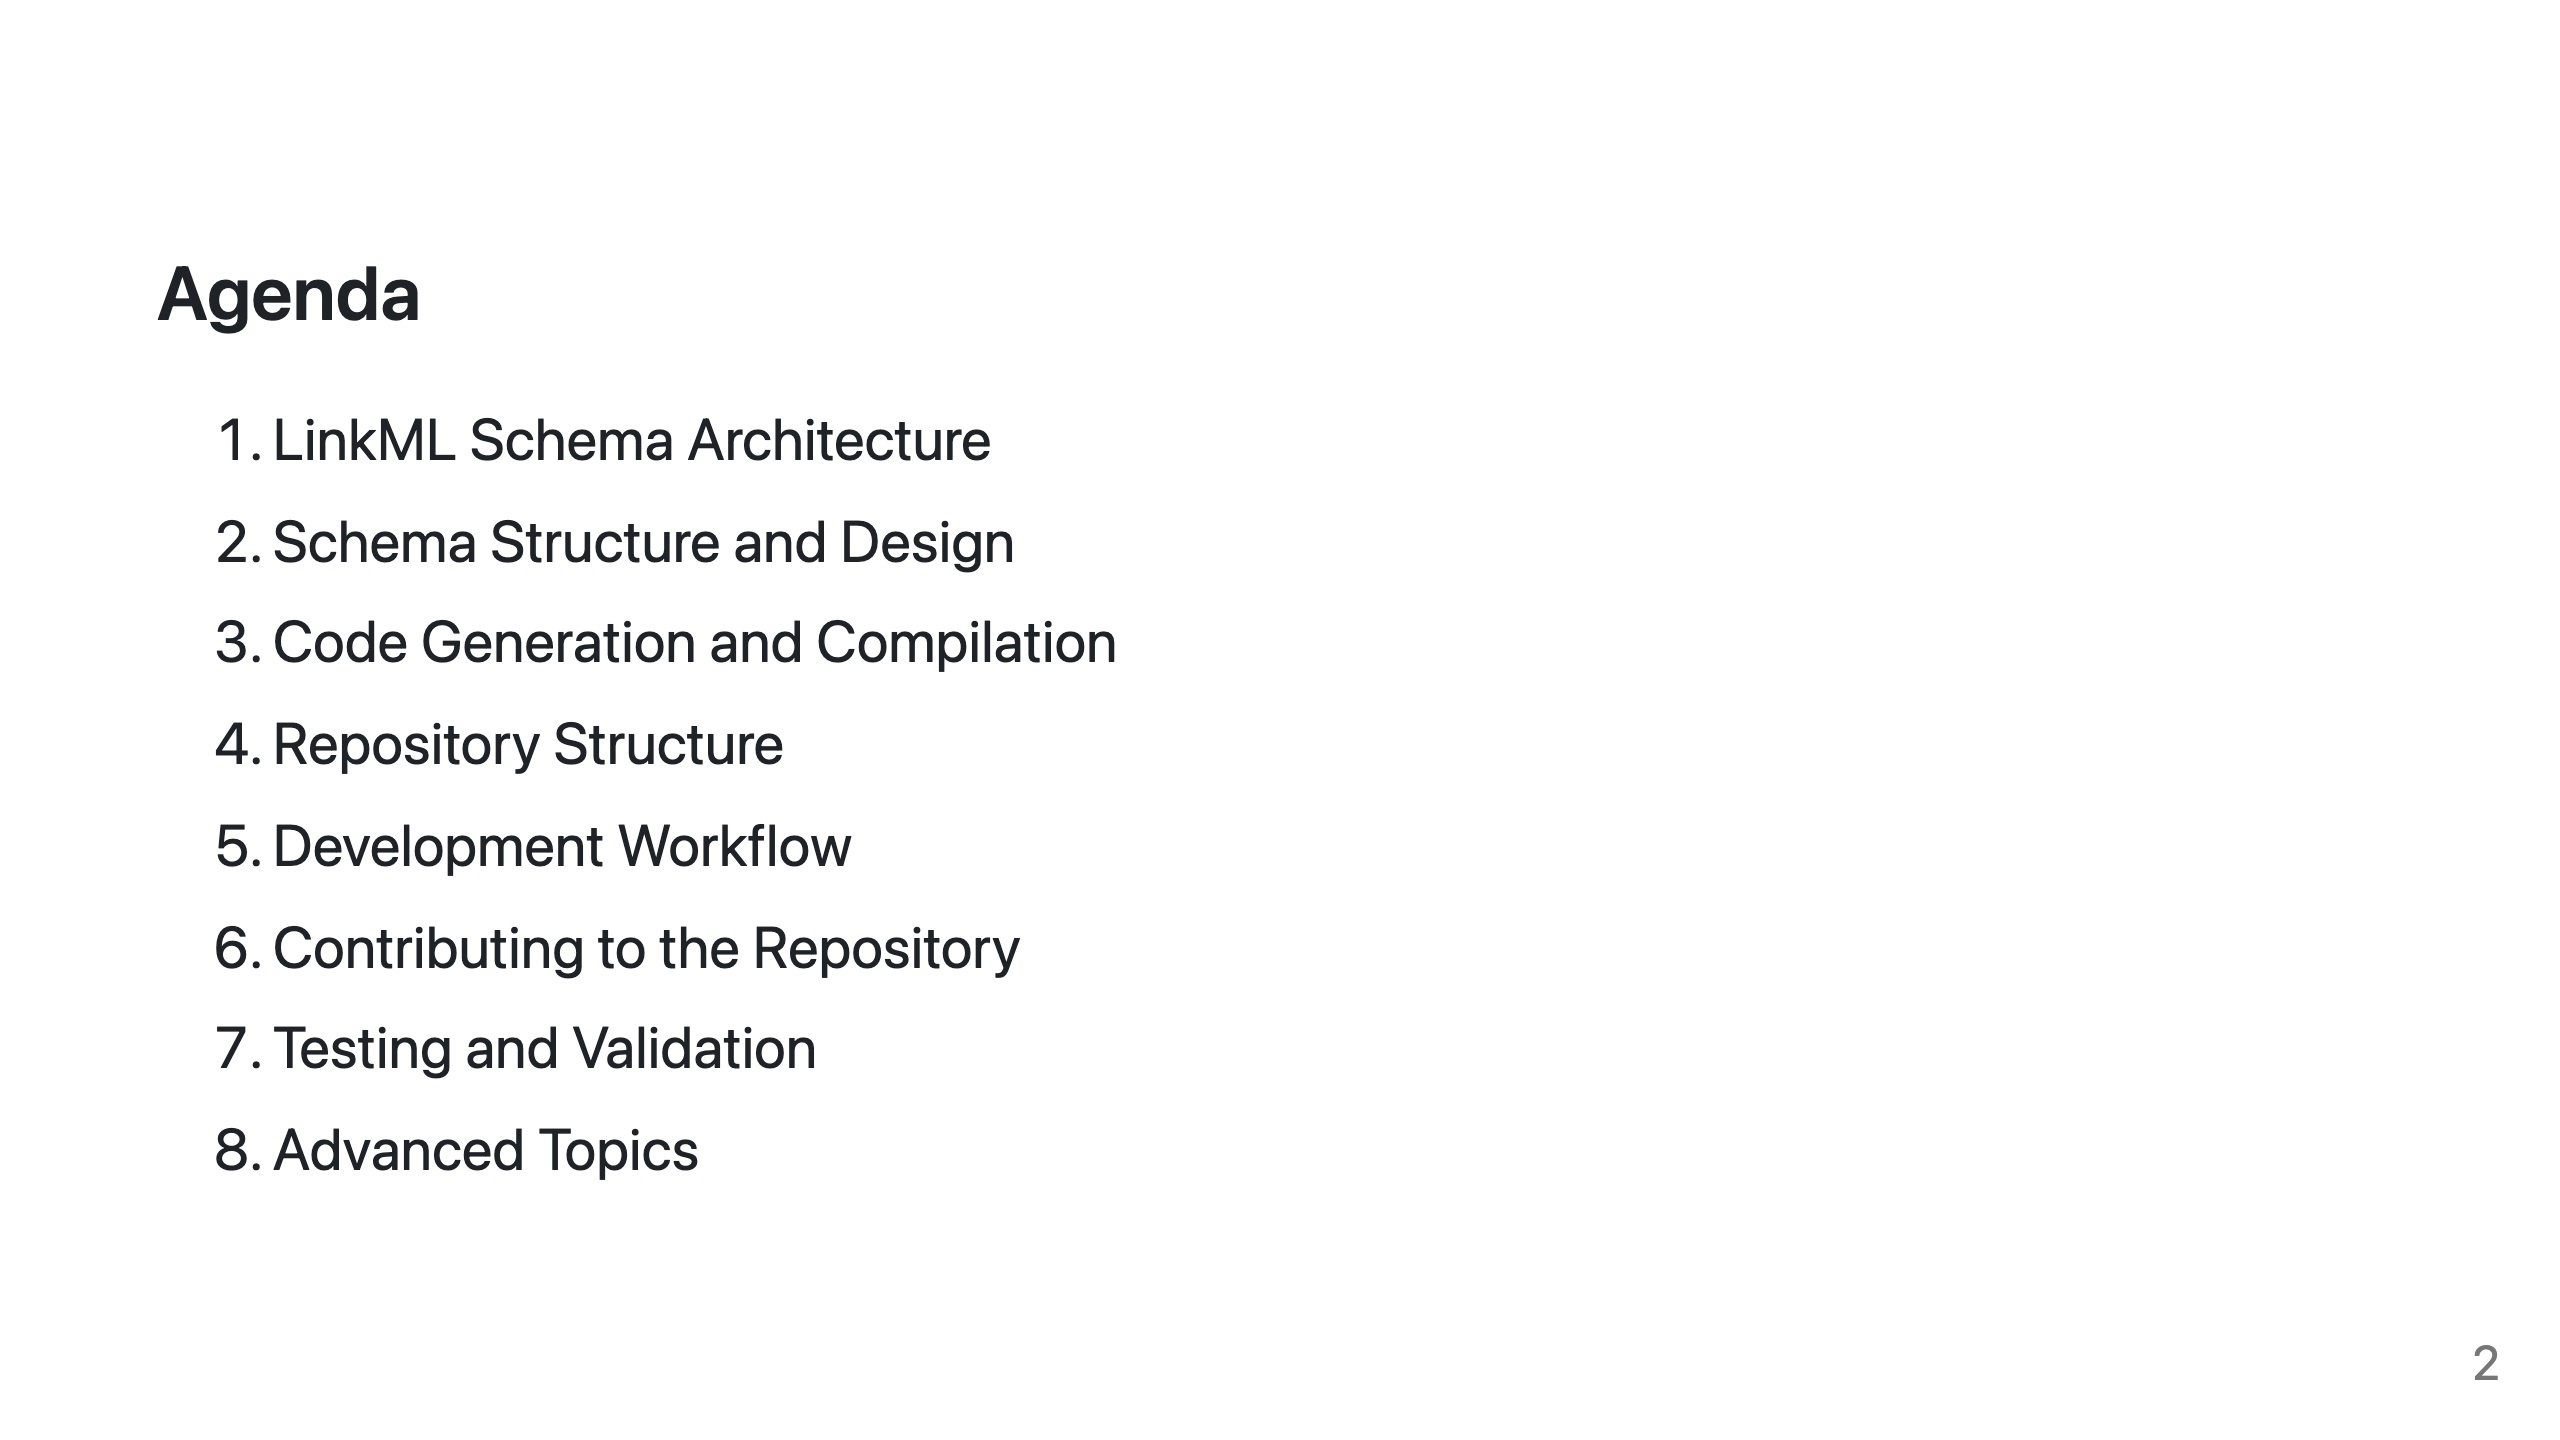 Agenda
1. LinkML Schema Architecture
2. Schema Structure and Design
3. Code Generation and Compilation
4. Repository Structure
5. Development Workflow
6. Contributing to the Repository
7. Testing and Validation
8. Advanced Topics
2